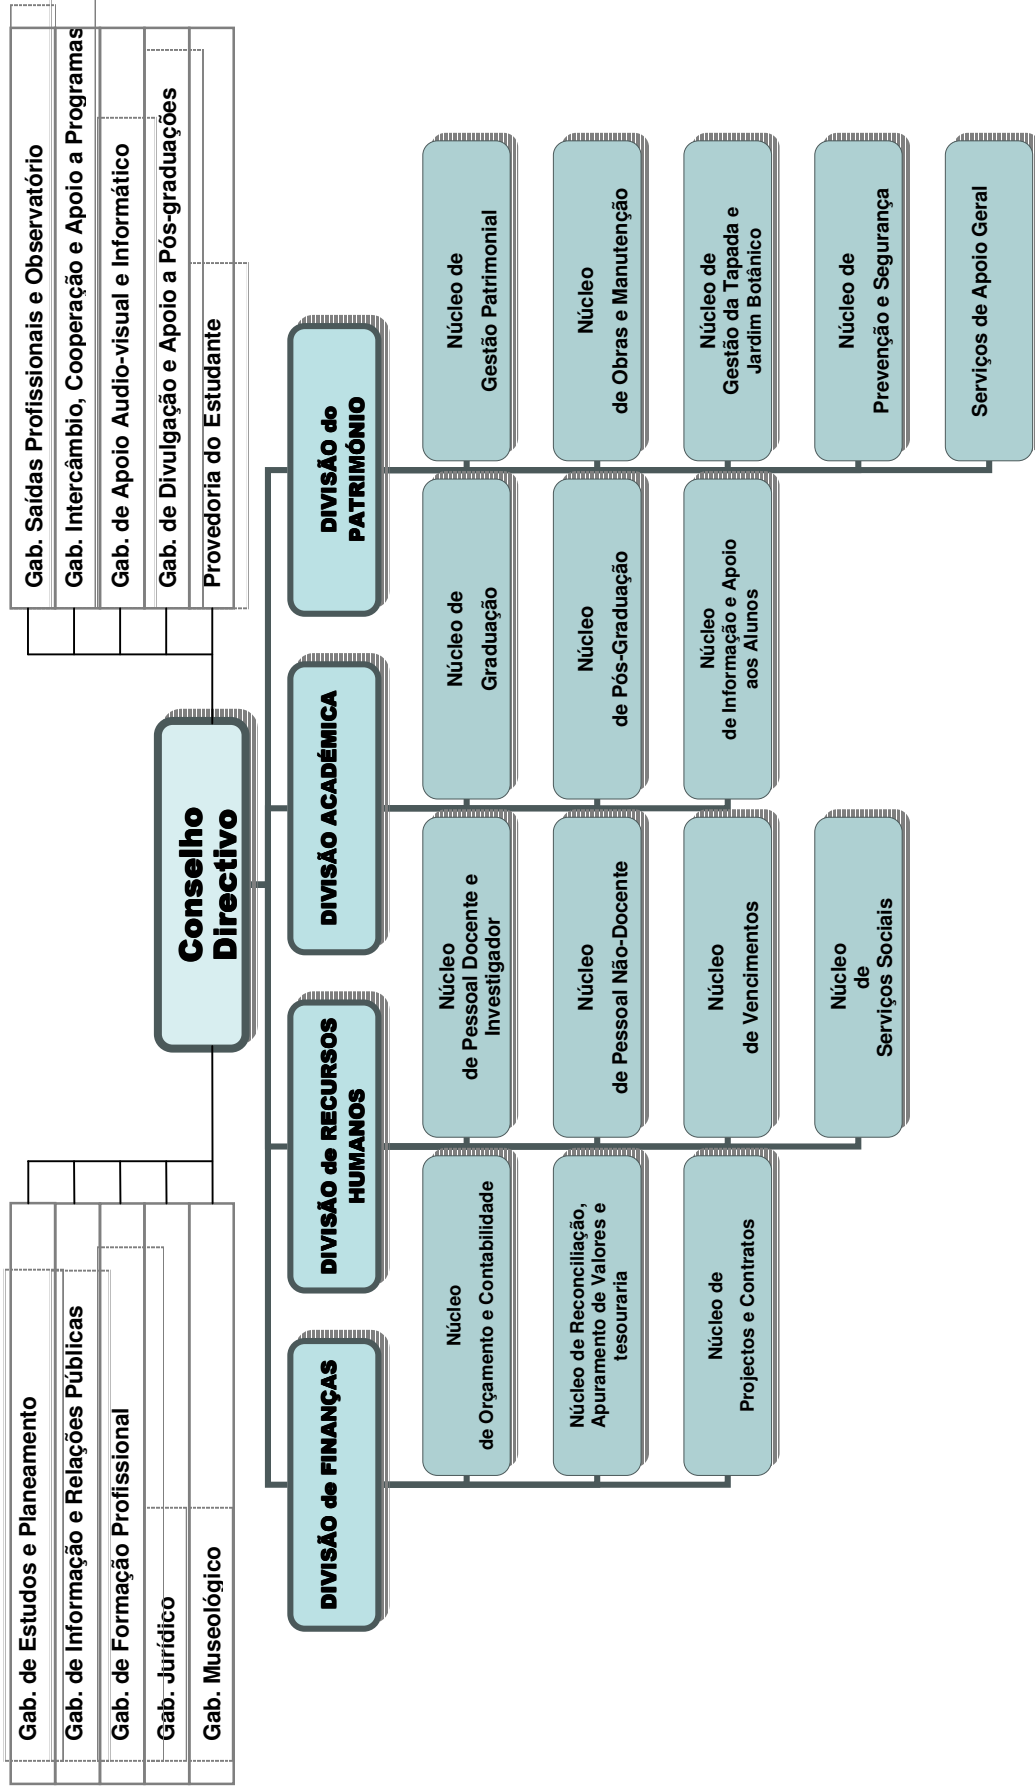 Gab. de Estudos e Planeamento
Gab. de Informação e Relações Públicas
Gab. de Formação Profissional
Gab. Jurídico
Gab. Museológico
Gab. Saídas Profissionais e Observatório
Gab. Intercâmbio, Cooperação e Apoio a Programas
Gab. de Apoio Audio-visual e Informático
Gab. de Divulgação e Apoio a Pós-graduações
Provedoria do Estudante
Conselho
Directivo
DIVISÃO de FINANÇAS
Núcleo
de Orçamento e Contabilidade
Núcleo de Reconciliação,
Apuramento de Valores e
tesouraria
Núcleo de
Projectos e Contratos
DIVISÃO de RECURSOS
HUMANOS
Núcleo
de Pessoal Docente e
Investigador
Núcleo
de Pessoal Não-Docente
Núcleo
de Vencimentos
Núcleo
de
Serviços Sociais
DIVISÃO ACADÉMICA
Núcleo de
Graduação
Núcleo
de Pós-Graduação
Núcleo
de Informação e Apoio
aos Alunos
DIVISÃO do
PATRIMÓNIO
Núcleo de
Gestão Patrimonial
Núcleo
de Obras e Manutenção
Núcleo de
Gestão da Tapada e
Jardim Botânico
Núcleo de
Prevenção e Segurança
Serviços de Apoio Geral